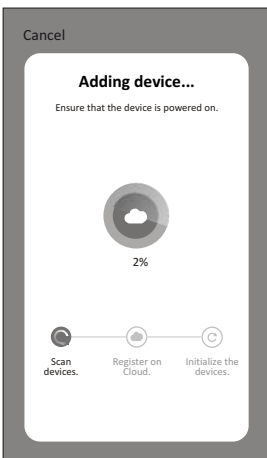 Cancel
Adding device...
Ensure that the device is powered on.
2%
Scan
devices.
Register on
Cloud.
Initialize the
devices.